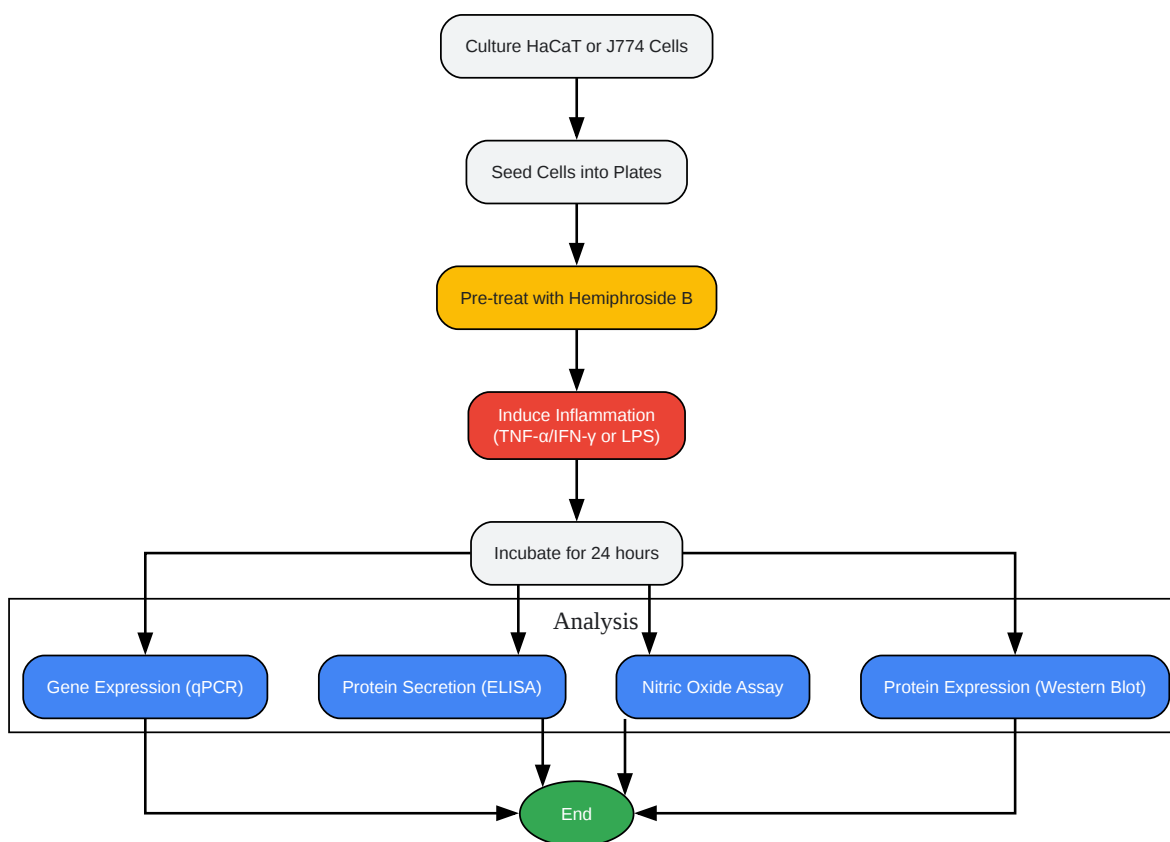 Culture HaCaT or J774 Cells
Seed Cells into Plates
Pre-treat with Hemiphroside B
Induce Inflammation
(TNF-α/IFN-γ or LPS)
Incubate for 24 hours
Analysis
Gene Expression (qPCR)
Protein Secretion (ELISA)
Nitric Oxide Assay
Protein Expression (Western Blot)
End